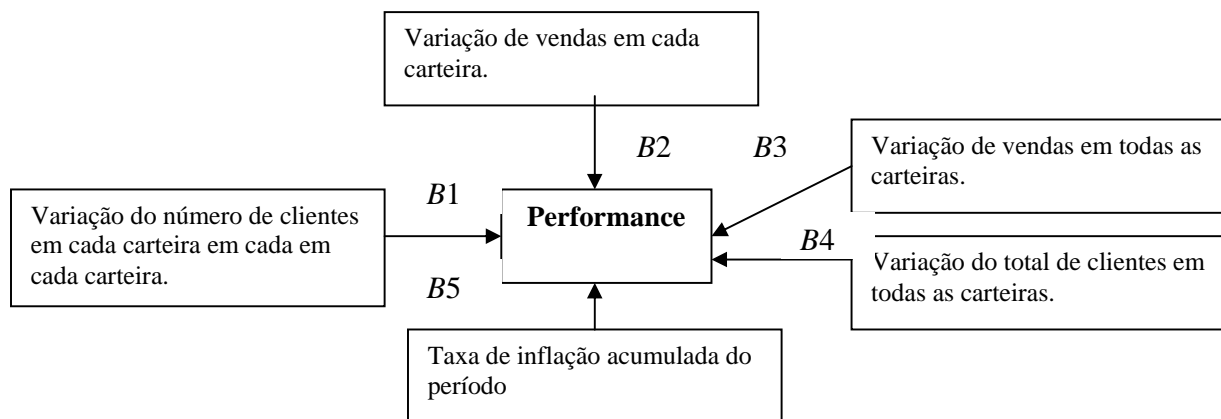 Variação de vendas em cada
carteira.
B2
B3
Variação de vendas em todas as
carteiras.
B1
Performance
Variação do número de clientes
em cada carteira em cada em
cada carteira.
B4
Variação do total de clientes em
todas as carteiras.
B5
Taxa de inflação acumulada do
período